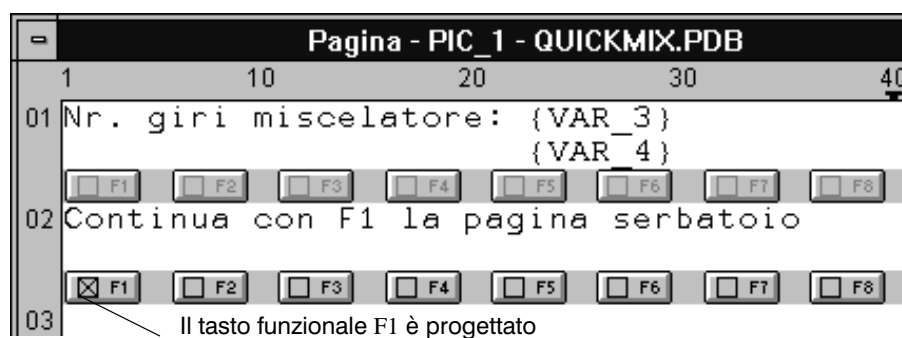 Pagina - PIC_1 - QUICKMIX.PDB
1 10 20 30 40
01 Nr. giri miscelatore: {VAR_3}
{VAR_4}
F1 F2 F3 F4 F5 F6 F7 F8
02 Continua con F1 la pagina serbatoio
F1 F2 F3 F4 F5 F6 F7 F8
03 Il tasto funzionale F1 è progettato